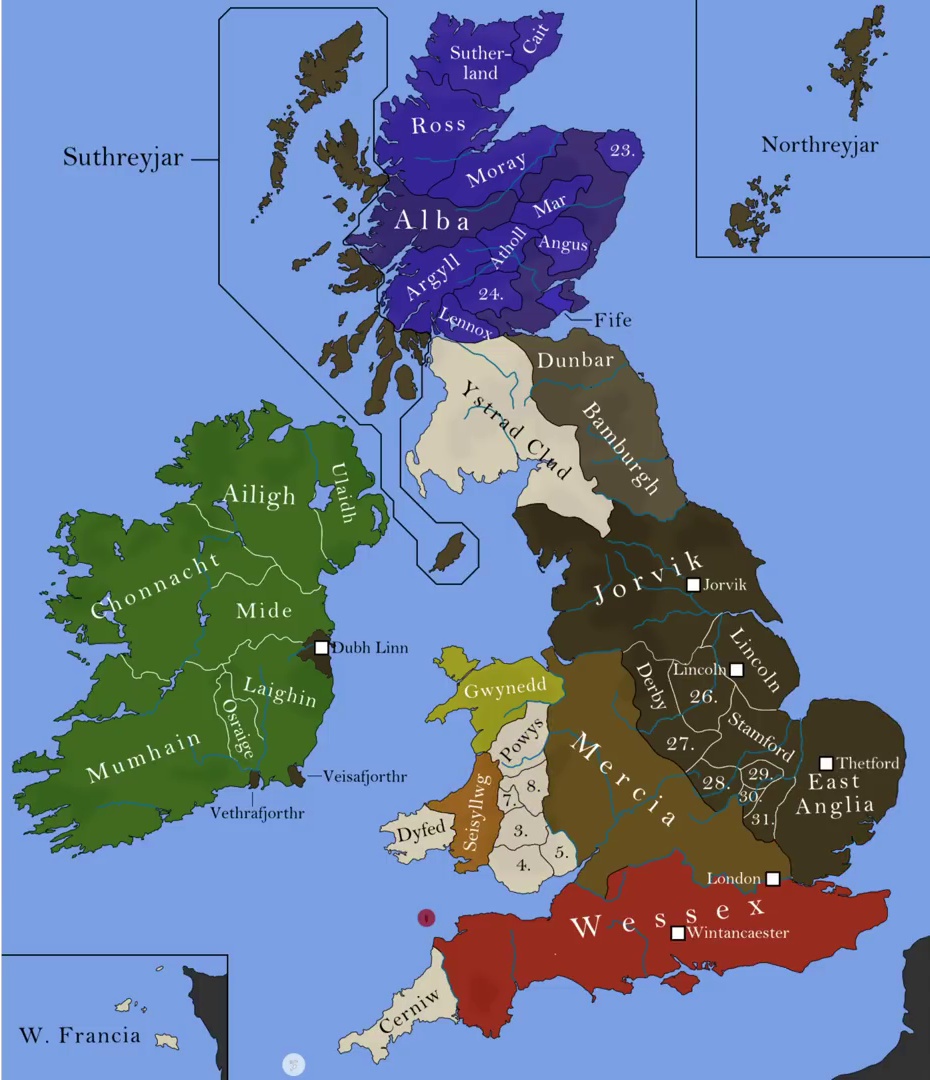 Suther-
land
Cait
Ross
Suthreyjar
Northreyjar
23.
Moray
Mar
Alba
Atholl
Angus
Argyll
24.
Lennox
Fife
Dunbar
Ystrad Clud
Bamburgh
Ailigh
Ulaidh
Chonnacht
Jorvik
Jorvik
Mide
Dubh Linn
Lincoln
Lincoln
Derby
26.
Gwynedd
Laighin
Osraige
Stamford
Powys
Mumhain
Mercia
27.
Thetford
Veisafjorthr
28.
29.
East
Anglia
30.
31.
8.
7.
Vethrafjorthr
Seisyllwg
Dyfed
3.
5.
4.
London
Wessex
Wintancaester
Cerniw
W. Francia